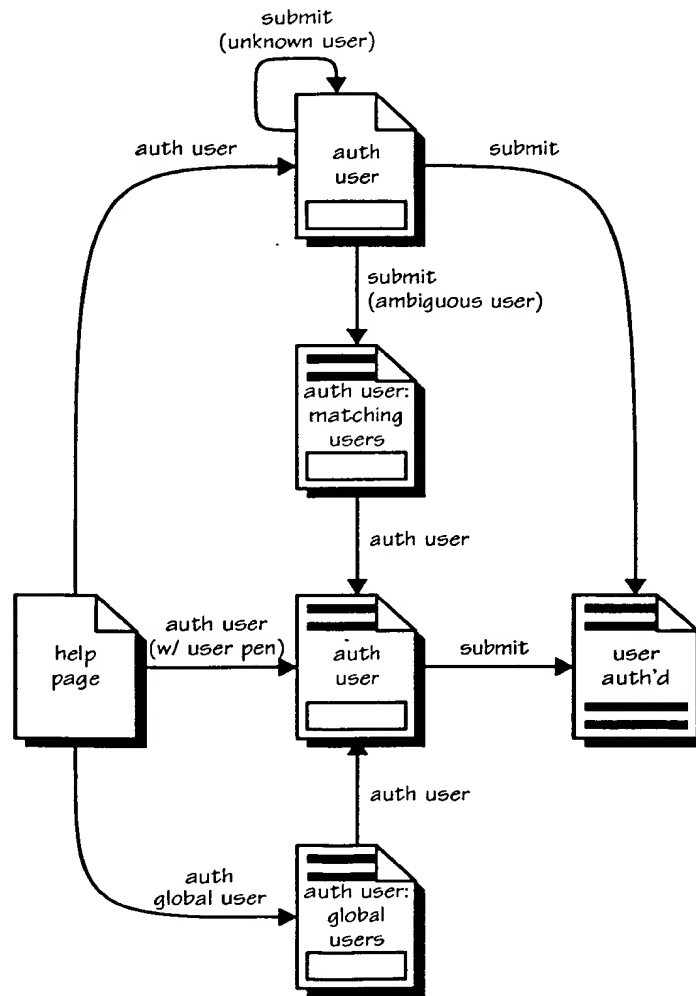 submit
(unknown user)
auth user
auth
user
submit
submit
(ambiguous user)
auth user:
matching
users
auth user
help
page
auth user
(w/ user pen)
auth
user
submit
user
auth'd
auth user
auth
global user
auth user:
global
users